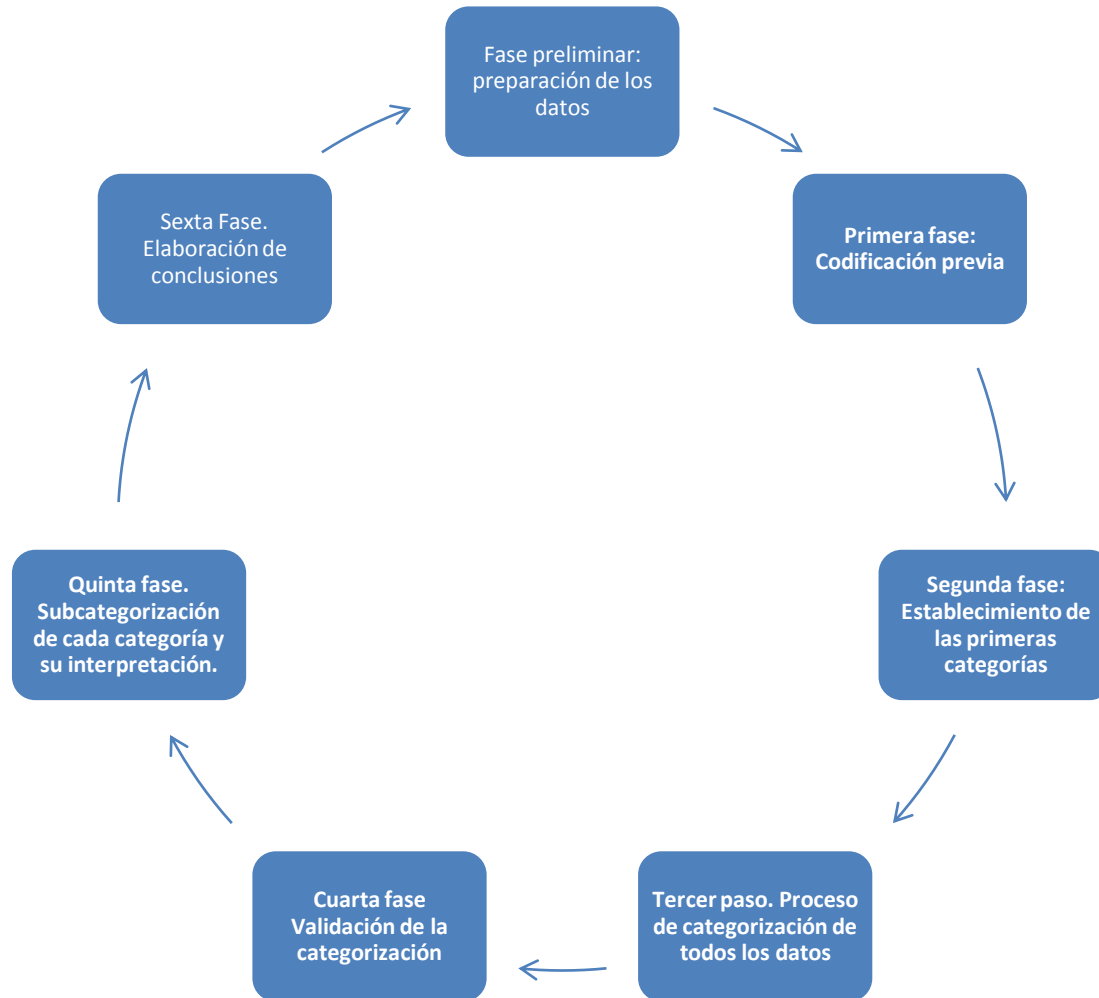 Fase preliminar:
preparación de los
datos
Primera fase:
Codificación previa
Segunda fase:
Establecimiento de
las primeras
categorías
Tercer paso. Proceso
de categorización de
todos los datos
Cuarta fase
Validación de la
categorización
Quinta fase.
Subcategorización
de cada categoría y
su interpretación.
Sexta Fase.
Elaboración de
conclusiones